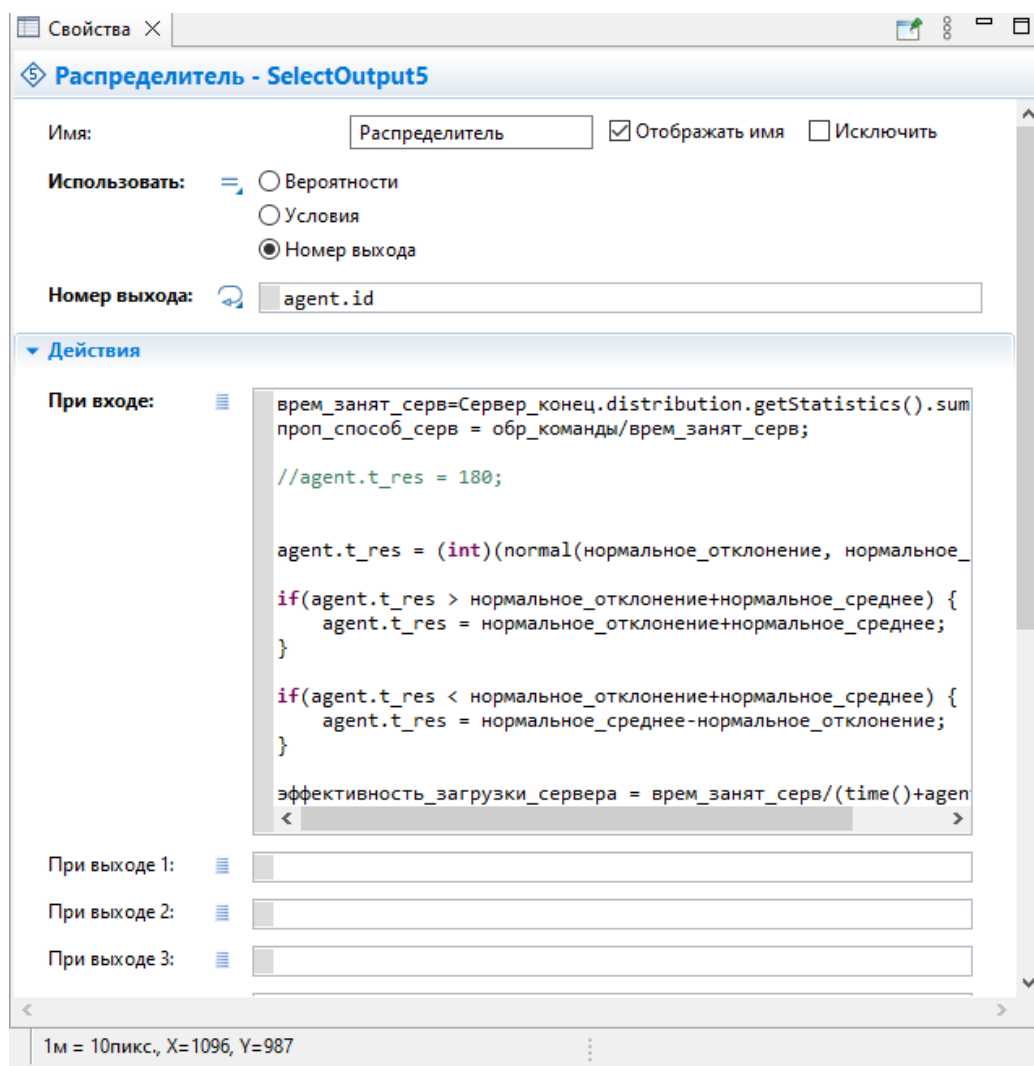 Свойства
Распределитель - SelectOutput5
Имя: Распределитель Отображать имя Исключить
Использовать: Вероятности
Условия
Номер выхода
Номер выхода: agent.id
Действия
При входе: врем_занят_серв=Сервер_конец.distribution.getStatistics().sum
проп_способ_серв = обр_команды/врем_занят_серв;
//agent.t_res = 180;
agent.t_res = (int)(normal(нормальное_отклонение, нормальное_
if(agent.t_res > нормальное_отклонение+нормальное_среднее) {
agent.t_res = нормальное_отклонение+нормальное_среднее;
}
if(agent.t_res < нормальное_отклонение+нормальное_среднее) {
agent.t_res = нормальное_среднее-нормальное_отклонение;
}
эффективность_загрузки_сервера = врем_занят_серв/(time()+agen
При выходе 1:
При выходе 2:
При выходе 3:
1м = 10пикс., X=1096, Y=987